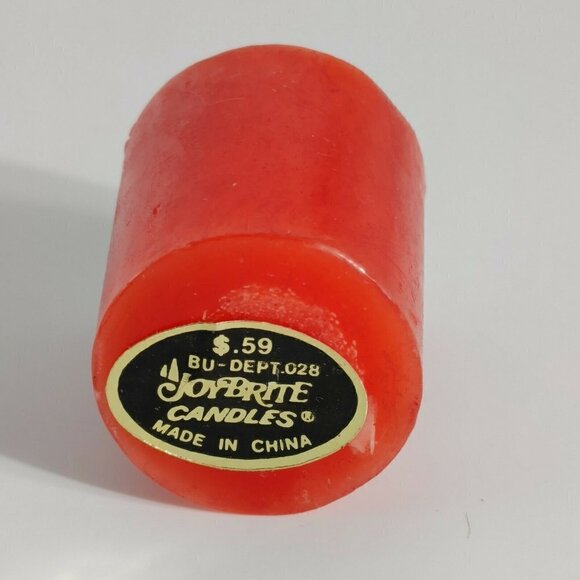 $.59
BU-DEPT.028
JOYBRITE
CANDLES®
MADE IN CHINA